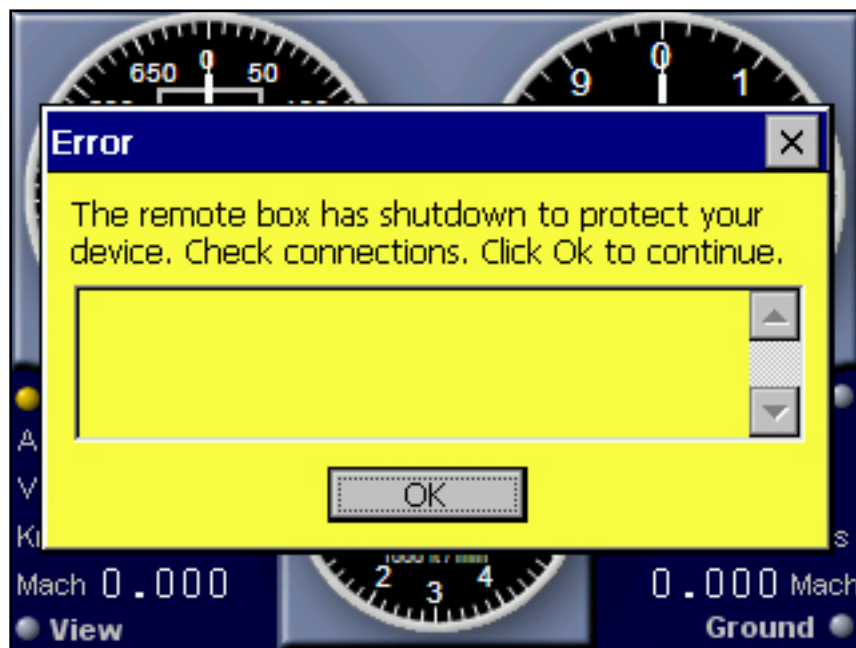 650 0 50
9 0 1
Error
The remote box has shutdown to protect your
device. Check connections. Click Ok to continue.
OK
A
V
Mach 0.000
2 3 4
0.000 Mach
View
Ground